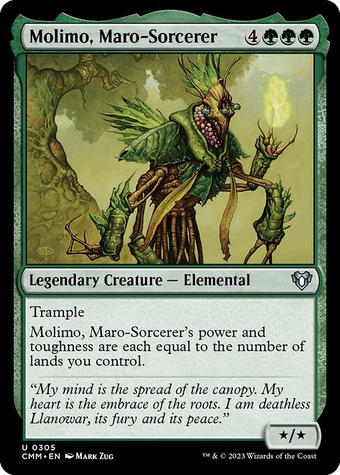 Molimo, Maro-Sorcerer 4
Legendary Creature — Elemental
Trample
Molimo, Maro-Sorcerer's power and
toughness are each equal to the number of
lands you control.
"My mind is the spread of the canopy. My
heart is the embrace of the roots. I am deathless
Llanowar, its fury and its peace."
★/★
U 0305
CMM • EN Mark Zug
™ & © 2023 Wizards of the Coast